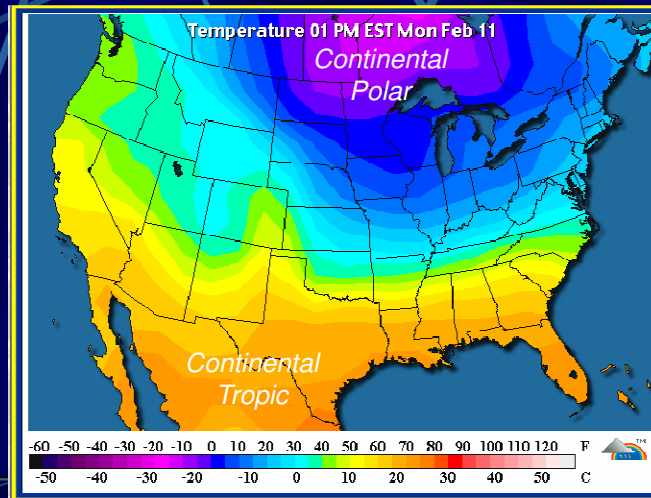 Temperature 01 PM EST Mon Feb 11
Continental
Polar
Continental
Tropic
-60 -50 -40 -30 -20 -10 0 10 20 30 40 50 60 70 80 90 100 110 120 F
-50 -40 -30 -20 -10 0 10 20 30 40 50 C
TM